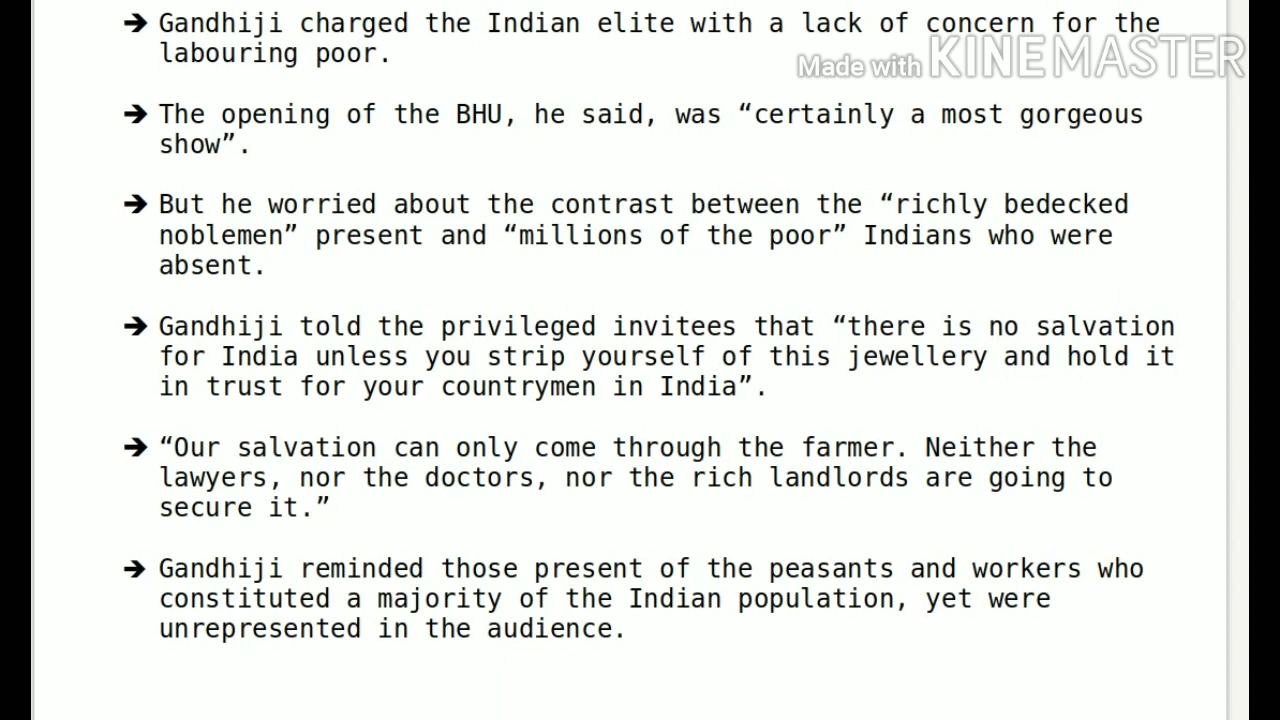 ➔ Gandhiji charged the Indian elite with a lack of concern for the
labouring poor.
Made with KINEMASTER
➔ The opening of the BHU, he said, was “certainly a most gorgeous
show”.
➔ But he worried about the contrast between the “richly bedecked
noblemen” present and “millions of the poor” Indians who were
absent.
➔ Gandhiji told the privileged invitees that “there is no salvation
for India unless you strip yourself of this jewellery and hold it
in trust for your countrymen in India”.
➔ “Our salvation can only come through the farmer. Neither the
lawyers, nor the doctors, nor the rich landlords are going to
secure it.”
➔ Gandhiji reminded those present of the peasants and workers who
constituted a majority of the Indian population, yet were
unrepresented in the audience.